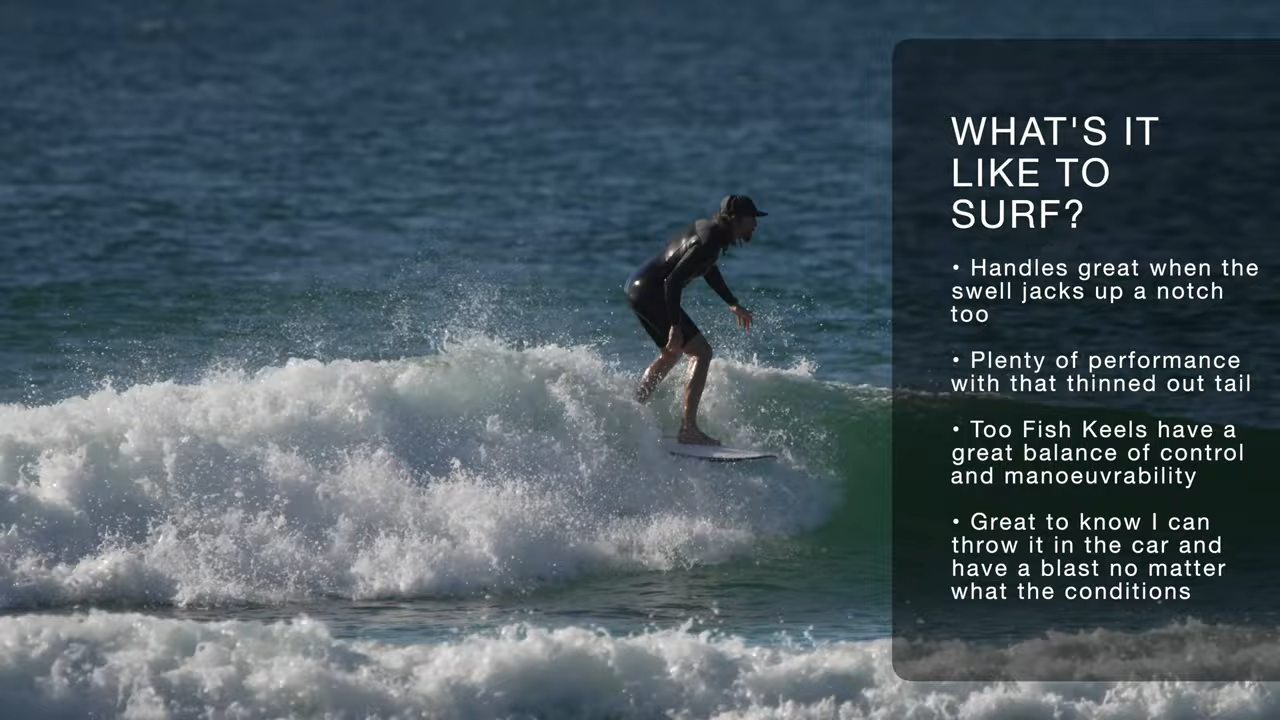 WHAT'S IT
LIKE TO
SURF?
• Handles great when the
swell jacks up a notch
too
• Plenty of performance
with that thinned out tail
• Too Fish Keels have a
great balance of control
and manoeuvrability
• Great to know I can
throw it in the car and
have a blast no matter
what the conditions